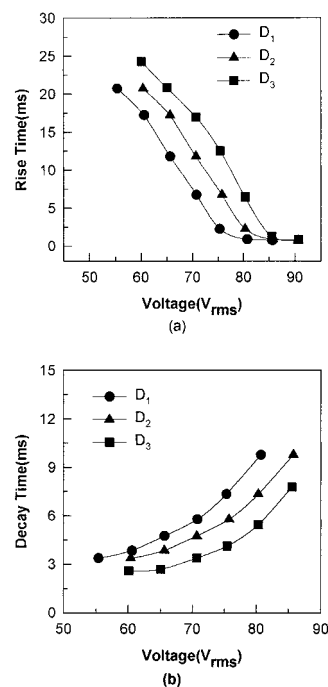 30
25
20
15
10
5
0
Rise Time(ms)
D1
D2
D3
50 60 70 80 90
Voltage(Vrms)
(a)
15
12
9
6
3
0
Decay Time(ms)
D1
D2
D3
50 60 70 80 90
Voltage(Vrms)
(b)